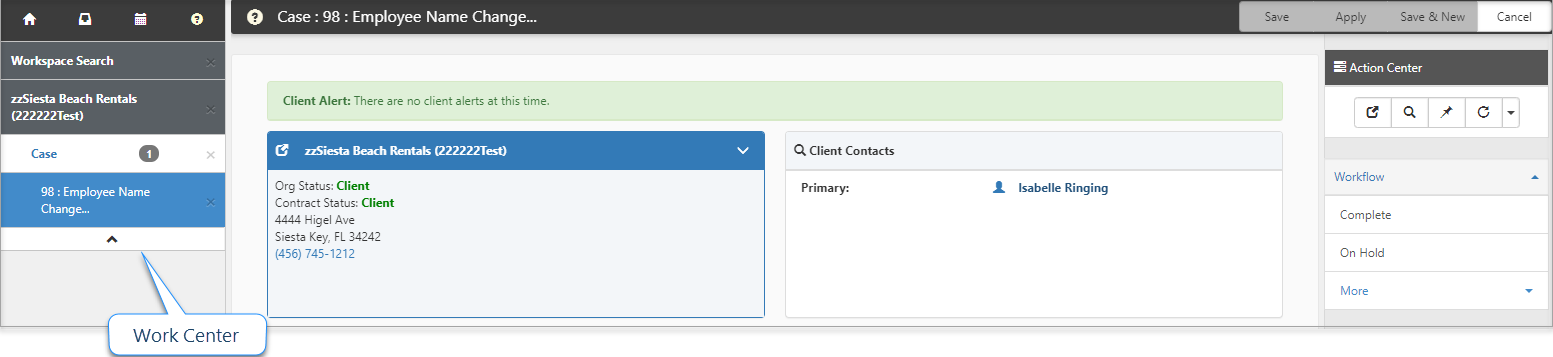 Case : 98 : Employee Name Change...
Save
Apply
Save & New
Cancel
Workspace Search
zzSiesta Beach Rentals
(222222Test)
Case 1
98 : Employee Name
Change...
Work Center
Client Alert: There are no client alerts at this time.
zzSiesta Beach Rentals (222222Test)
Org Status: Client
Contract Status: Client
4444 Higel Ave
Siesta Key, FL 34242
(456) 745-1212
Client Contacts
Primary: Isabelle Ringing
Action Center
Workflow
Complete
On Hold
More